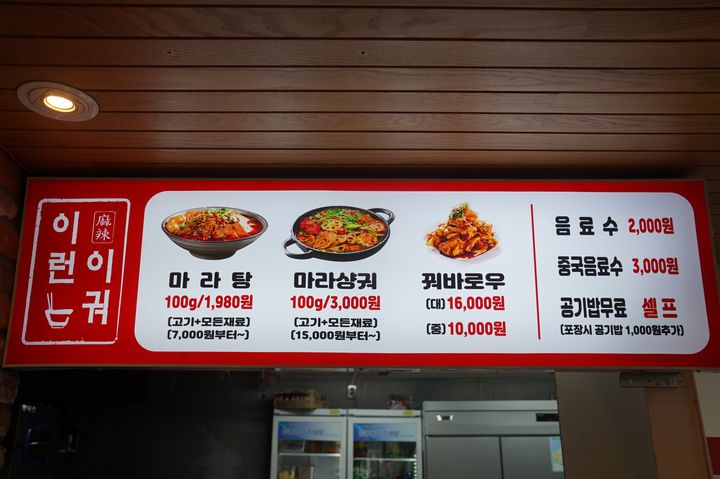 이런
이궈
麻辣
마라탕
100g/1,980원
(고기+모든재료)
(7,000원부터~)
마라샹궈
100g/3,000원
(고기+모든재료)
(15,000원부터~)
꿔바로우
(대) 16,000원
(중) 10,000원
음료수 2,000원
중국음료수 3,000원
공기밥무료 셀프
(포장시 공기밥 1,000원추가)